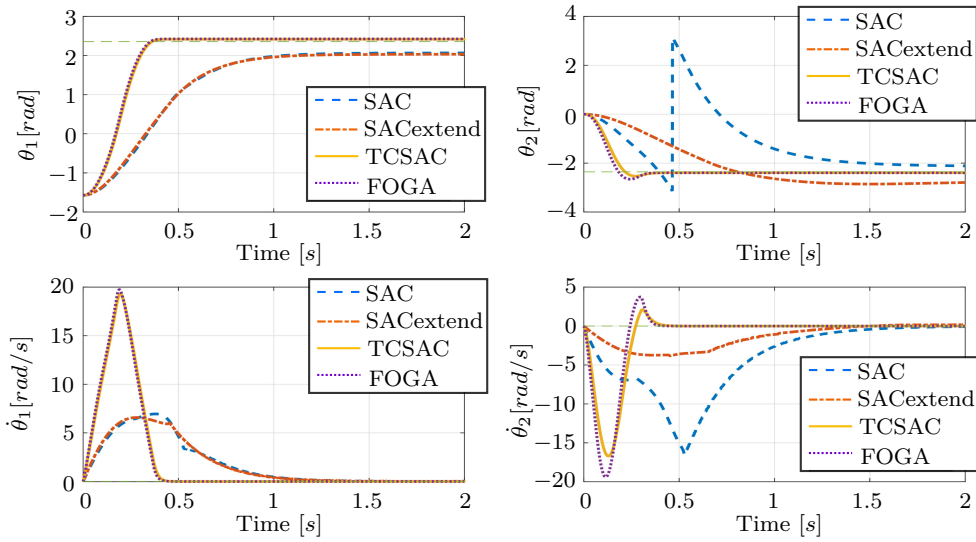 3
2
1
0
−1
−2
θ₁[rad]
0
0.5
1
1.5
2
Time [s]
SAC
SACextend
TCSAC
FOGA
4
2
0
−2
−4
θ₂[rad]
0
0.5
1
1.5
2
Time [s]
SAC
SACextend
TCSAC
FOGA
20
15
10
5
0
θ̇₁[rad/s]
0
0.5
1
1.5
2
Time [s]
SAC
SACextend
TCSAC
FOGA
5
0
−5
−10
−15
−20
θ̇₂[rad/s]
0
0.5
1
1.5
2
Time [s]
SAC
SACextend
TCSAC
FOGA